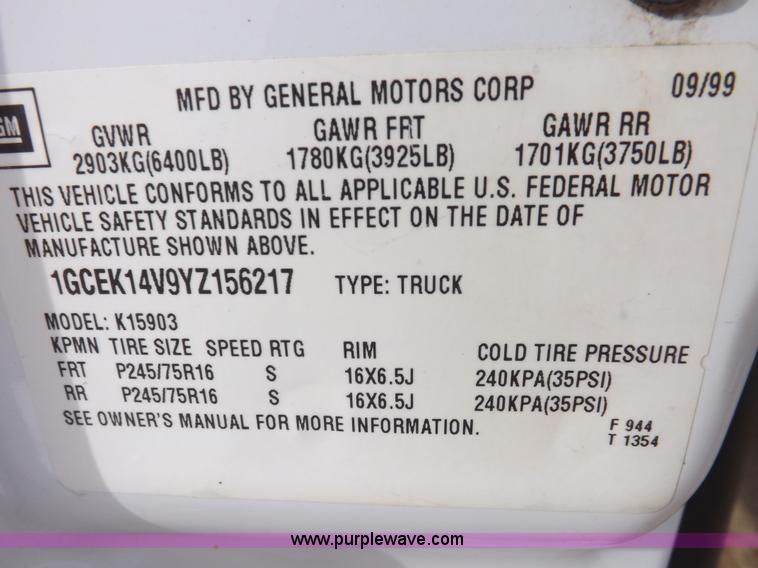 MFD BY GENERAL MOTORS CORP 09/99
GM
GVWR GAWR FRT GAWR RR
2903KG(6400LB) 1780KG(3925LB) 1701KG(3750LB)
THIS VEHICLE CONFORMS TO ALL APPLICABLE U.S. FEDERAL MOTOR
VEHICLE SAFETY STANDARDS IN EFFECT ON THE DATE OF
MANUFACTURE SHOWN ABOVE.
1GCEK14V9YZ156217 TYPE: TRUCK
MODEL: K15903
KPMN TIRE SIZE SPEED RTG RIM COLD TIRE PRESSURE
FRT P245/75R16 S 16X6.5J 240KPA(35PSI)
RR P245/75R16 S 16X6.5J 240KPA(35PSI)
SEE OWNER'S MANUAL FOR MORE INFORMATION.
F 944
T 1354
www.purplewave.com